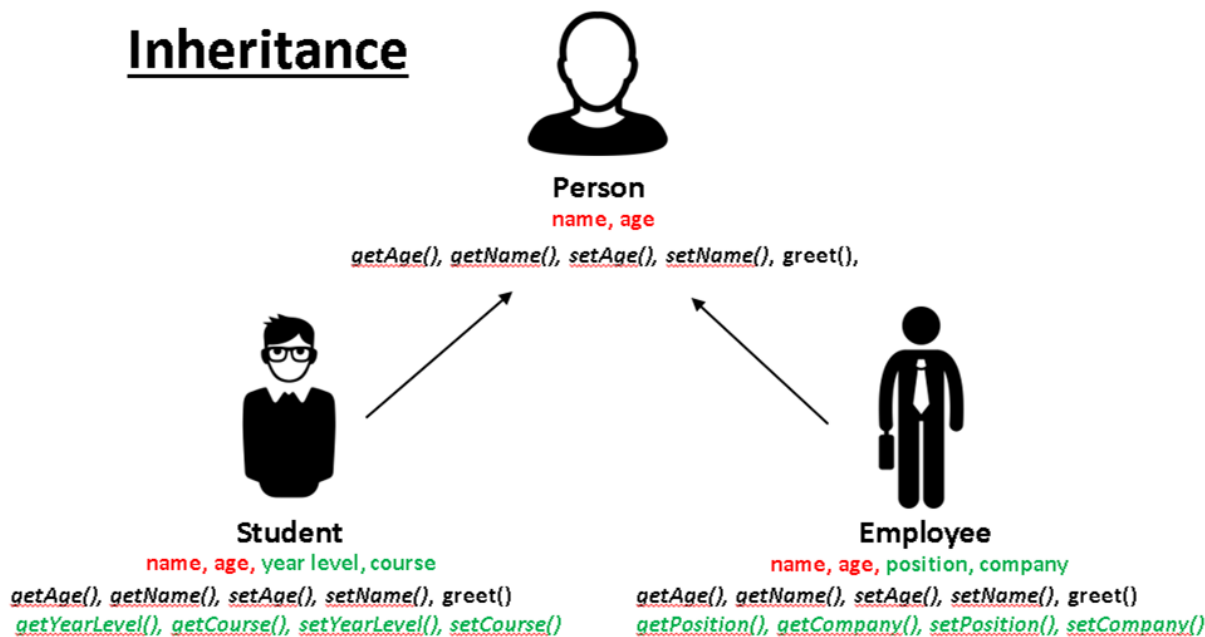 Inheritance
Person
name, age
getAge(), getName(), setAge(), setName(), greet(),
Student
name, age, year level, course
getAge(), getName(), setAge(), setName(), greet()
getYearLevel(), getCourse(), setYearLevel(), setCourse()
Employee
name, age, position, company
getAge(), getName(), setAge(), setName(), greet()
getPosition(), getCompany(), setPosition(), setCompany()